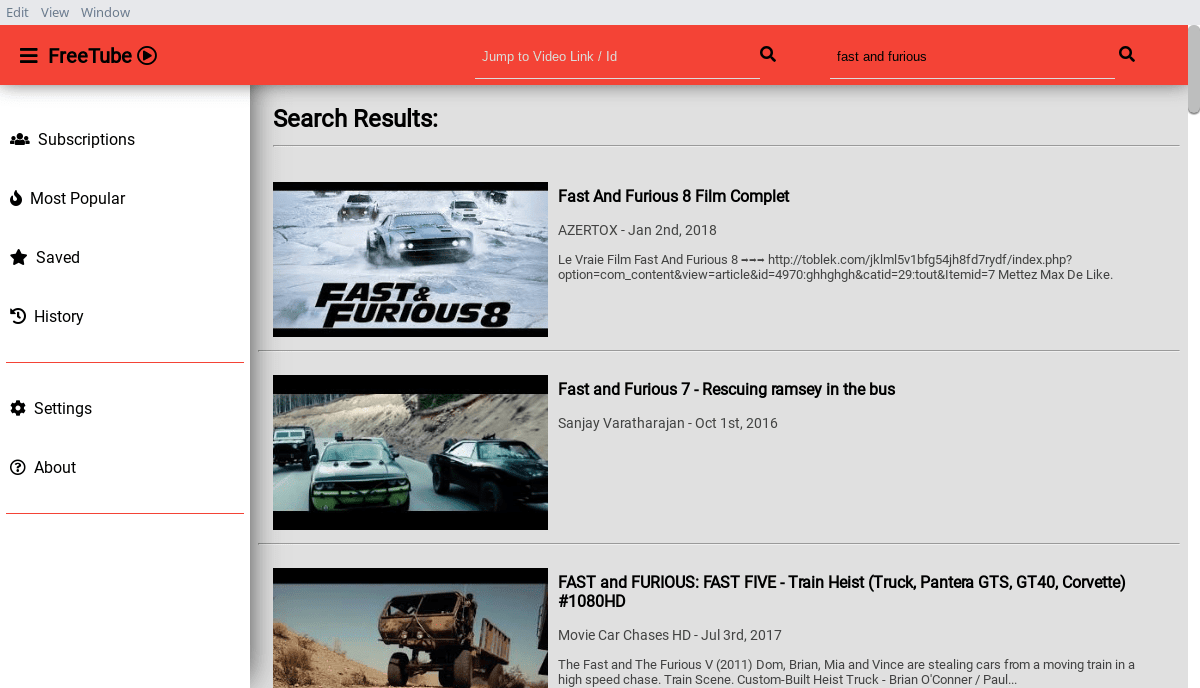 Edit View Window
FreeTube
Jump to Video Link / Id
fast and furious
Subscriptions
Most Popular
Saved
History
Settings
About
Search Results:
FAST &
FURIOUS 8
Fast And Furious 8 Film Complet
AZERTOX - Jan 2nd, 2018
Le Vraie Film Fast And Furious 8 ➡➡➡ http://toblek.com/jklml5v1bfg54jh8fd7rydf/index.php?
option=com_content&view=article&id=4970:ghhghgh&catid=29:tout&Itemid=7 Mettez Max De Like.
Fast and Furious 7 - Rescuing ramsey in the bus
Sanjay Varatharajan - Oct 1st, 2016
FAST and FURIOUS: FAST FIVE - Train Heist (Truck, Pantera GTS, GT40, Corvette)
#1080HD
Movie Car Chases HD - Jul 3rd, 2017
The Fast and The Furious V (2011) Dom, Brian, Mia and Vince are stealing cars from a moving train in a
high speed chase. Train Scene. Custom-Built Heist Truck - Brian O'Conner / Paul...